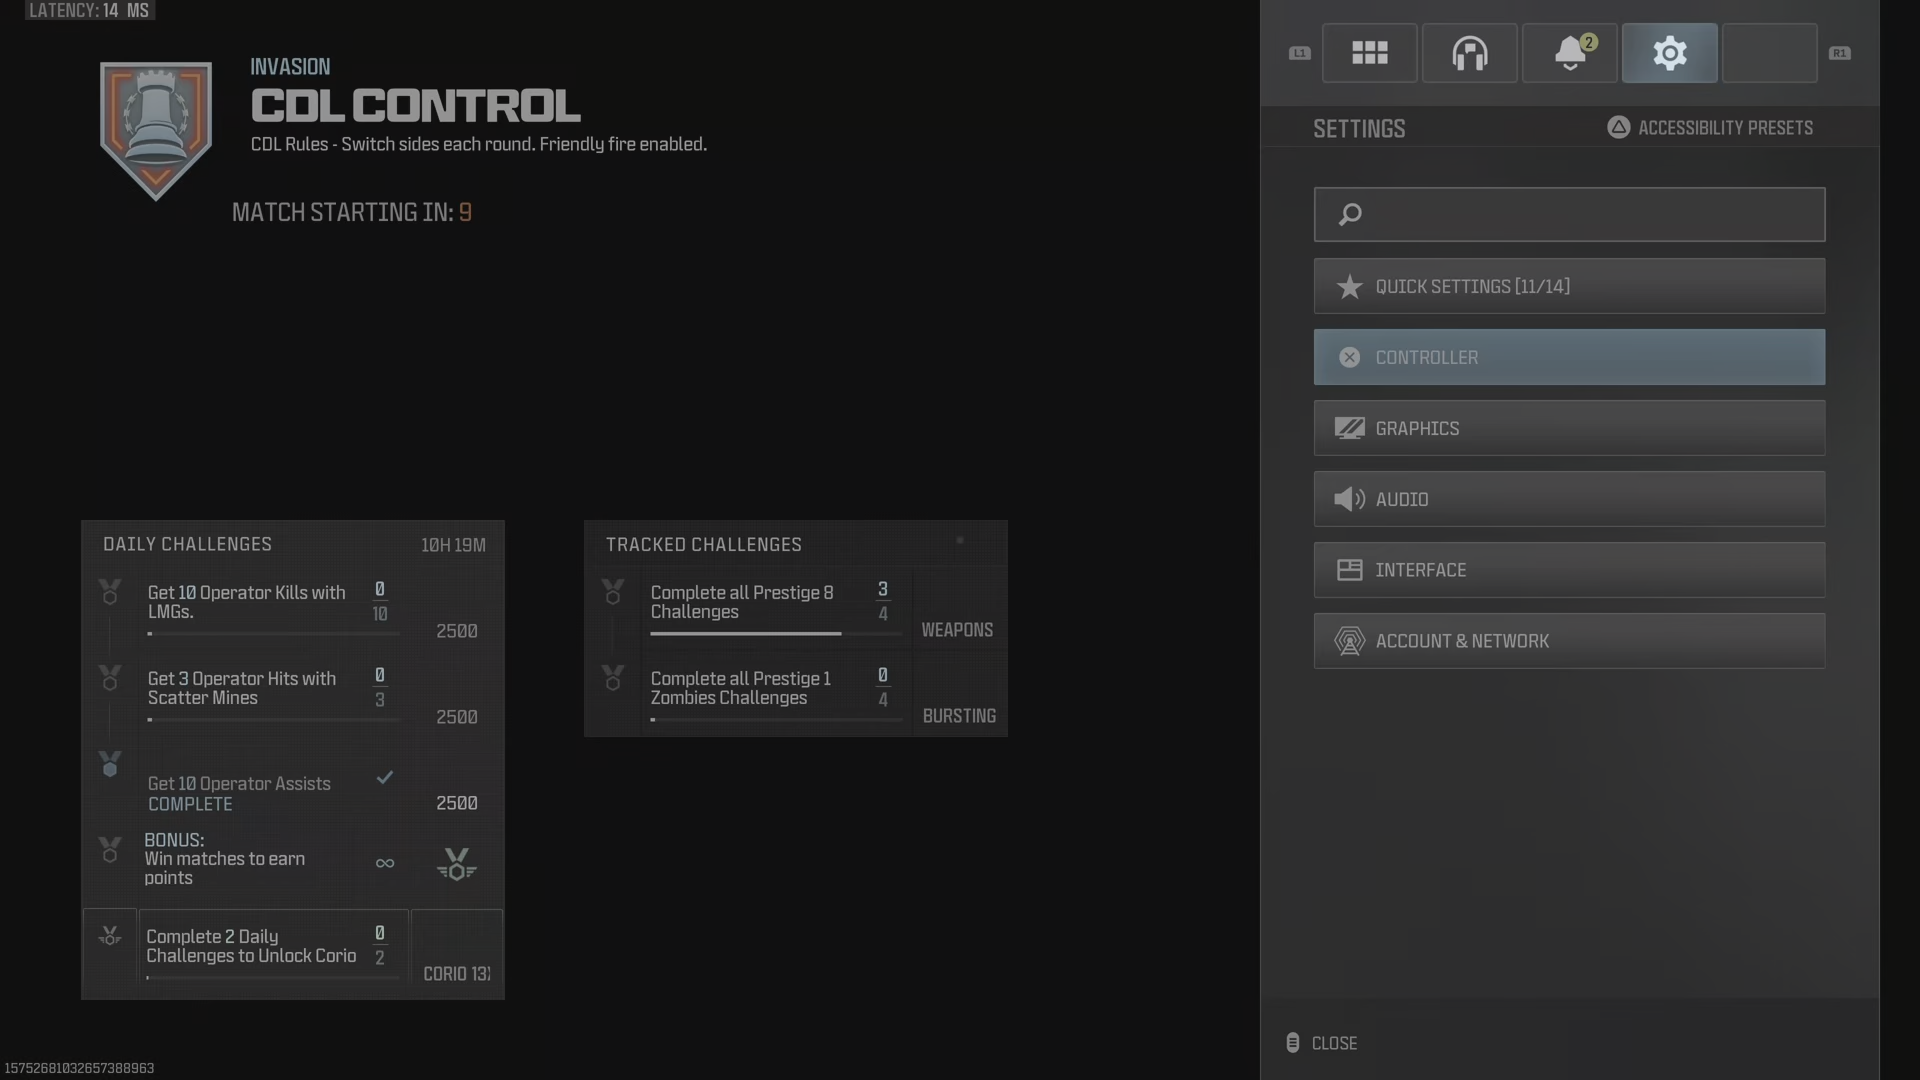 LATENCY: 14 MS
INVASION
CDL CONTROL
CDL Rules - Switch sides each round. Friendly fire enabled.
MATCH STARTING IN: 9
DAILY CHALLENGES 10H 19M
Get 10 Operator Kills with
LMGs.
0
10
2500
Get 3 Operator Hits with
Scatter Mines
0
3
2500
Get 10 Operator Assists
COMPLETE
2500
BONUS:
Win matches to earn
points
∞
Complete 2 Daily
Challenges to Unlock Corio
0
2
CORIO 13X
TRACKED CHALLENGES
Complete all Prestige 8
Challenges
3
4
WEAPONS
Complete all Prestige 1
Zombies Challenges
0
4
BURSTING
L1
2
R1
SETTINGS
ACCESSIBILITY PRESETS
QUICK SETTINGS [11/14]
CONTROLLER
GRAPHICS
AUDIO
INTERFACE
ACCOUNT & NETWORK
CLOSE
15752681032657388963